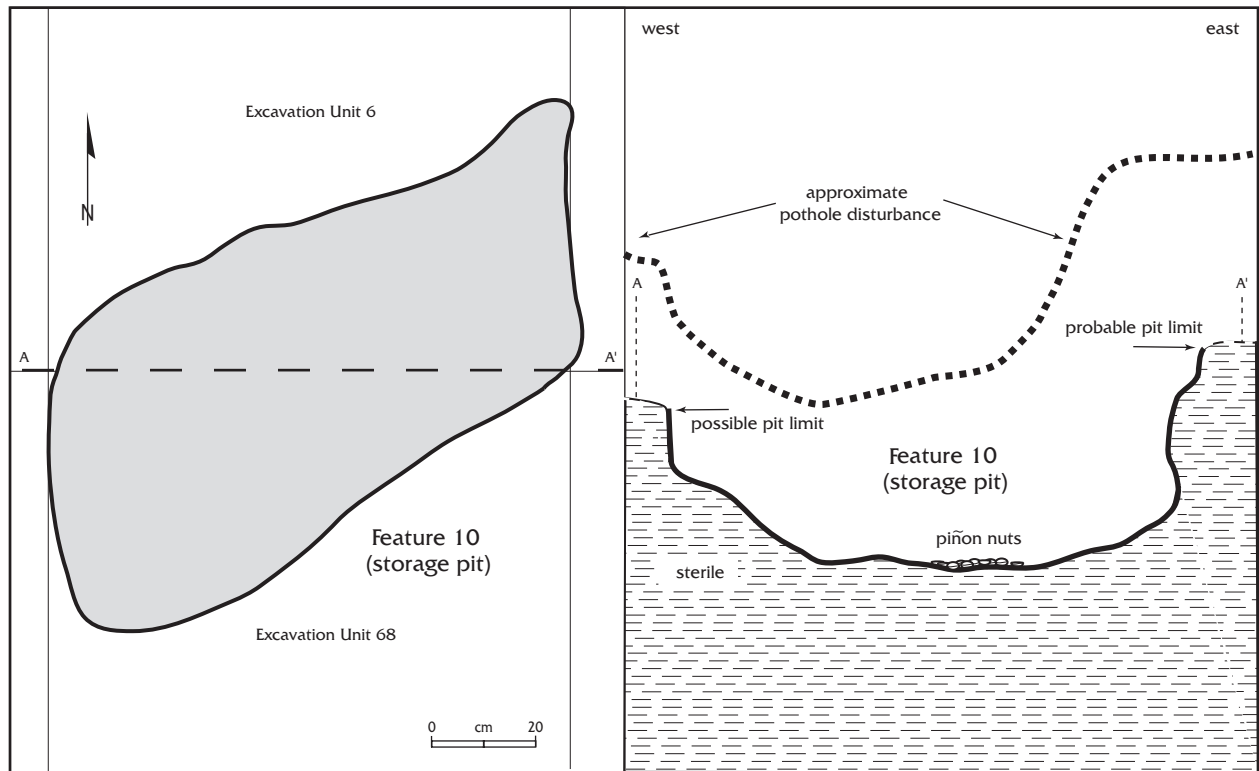 Excavation Unit 6
N
A
A'
Feature 10
(storage pit)
Excavation Unit 68
0 cm 20
west
east
approximate
pothole disturbance
A
A'
probable pit limit
possible pit limit
Feature 10
(storage pit)
piñon nuts
sterile